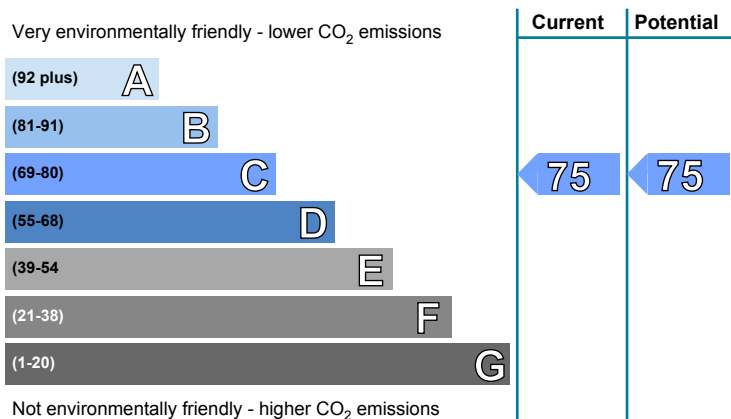 Very environmentally friendly - lower CO₂ emissions
Current Potential
(92 plus) A
(81-91) B
(69-80) C
75 75
(55-68) D
(39-54 E
(21-38) F
(1-20) G
Not environmentally friendly - higher CO₂ emissions